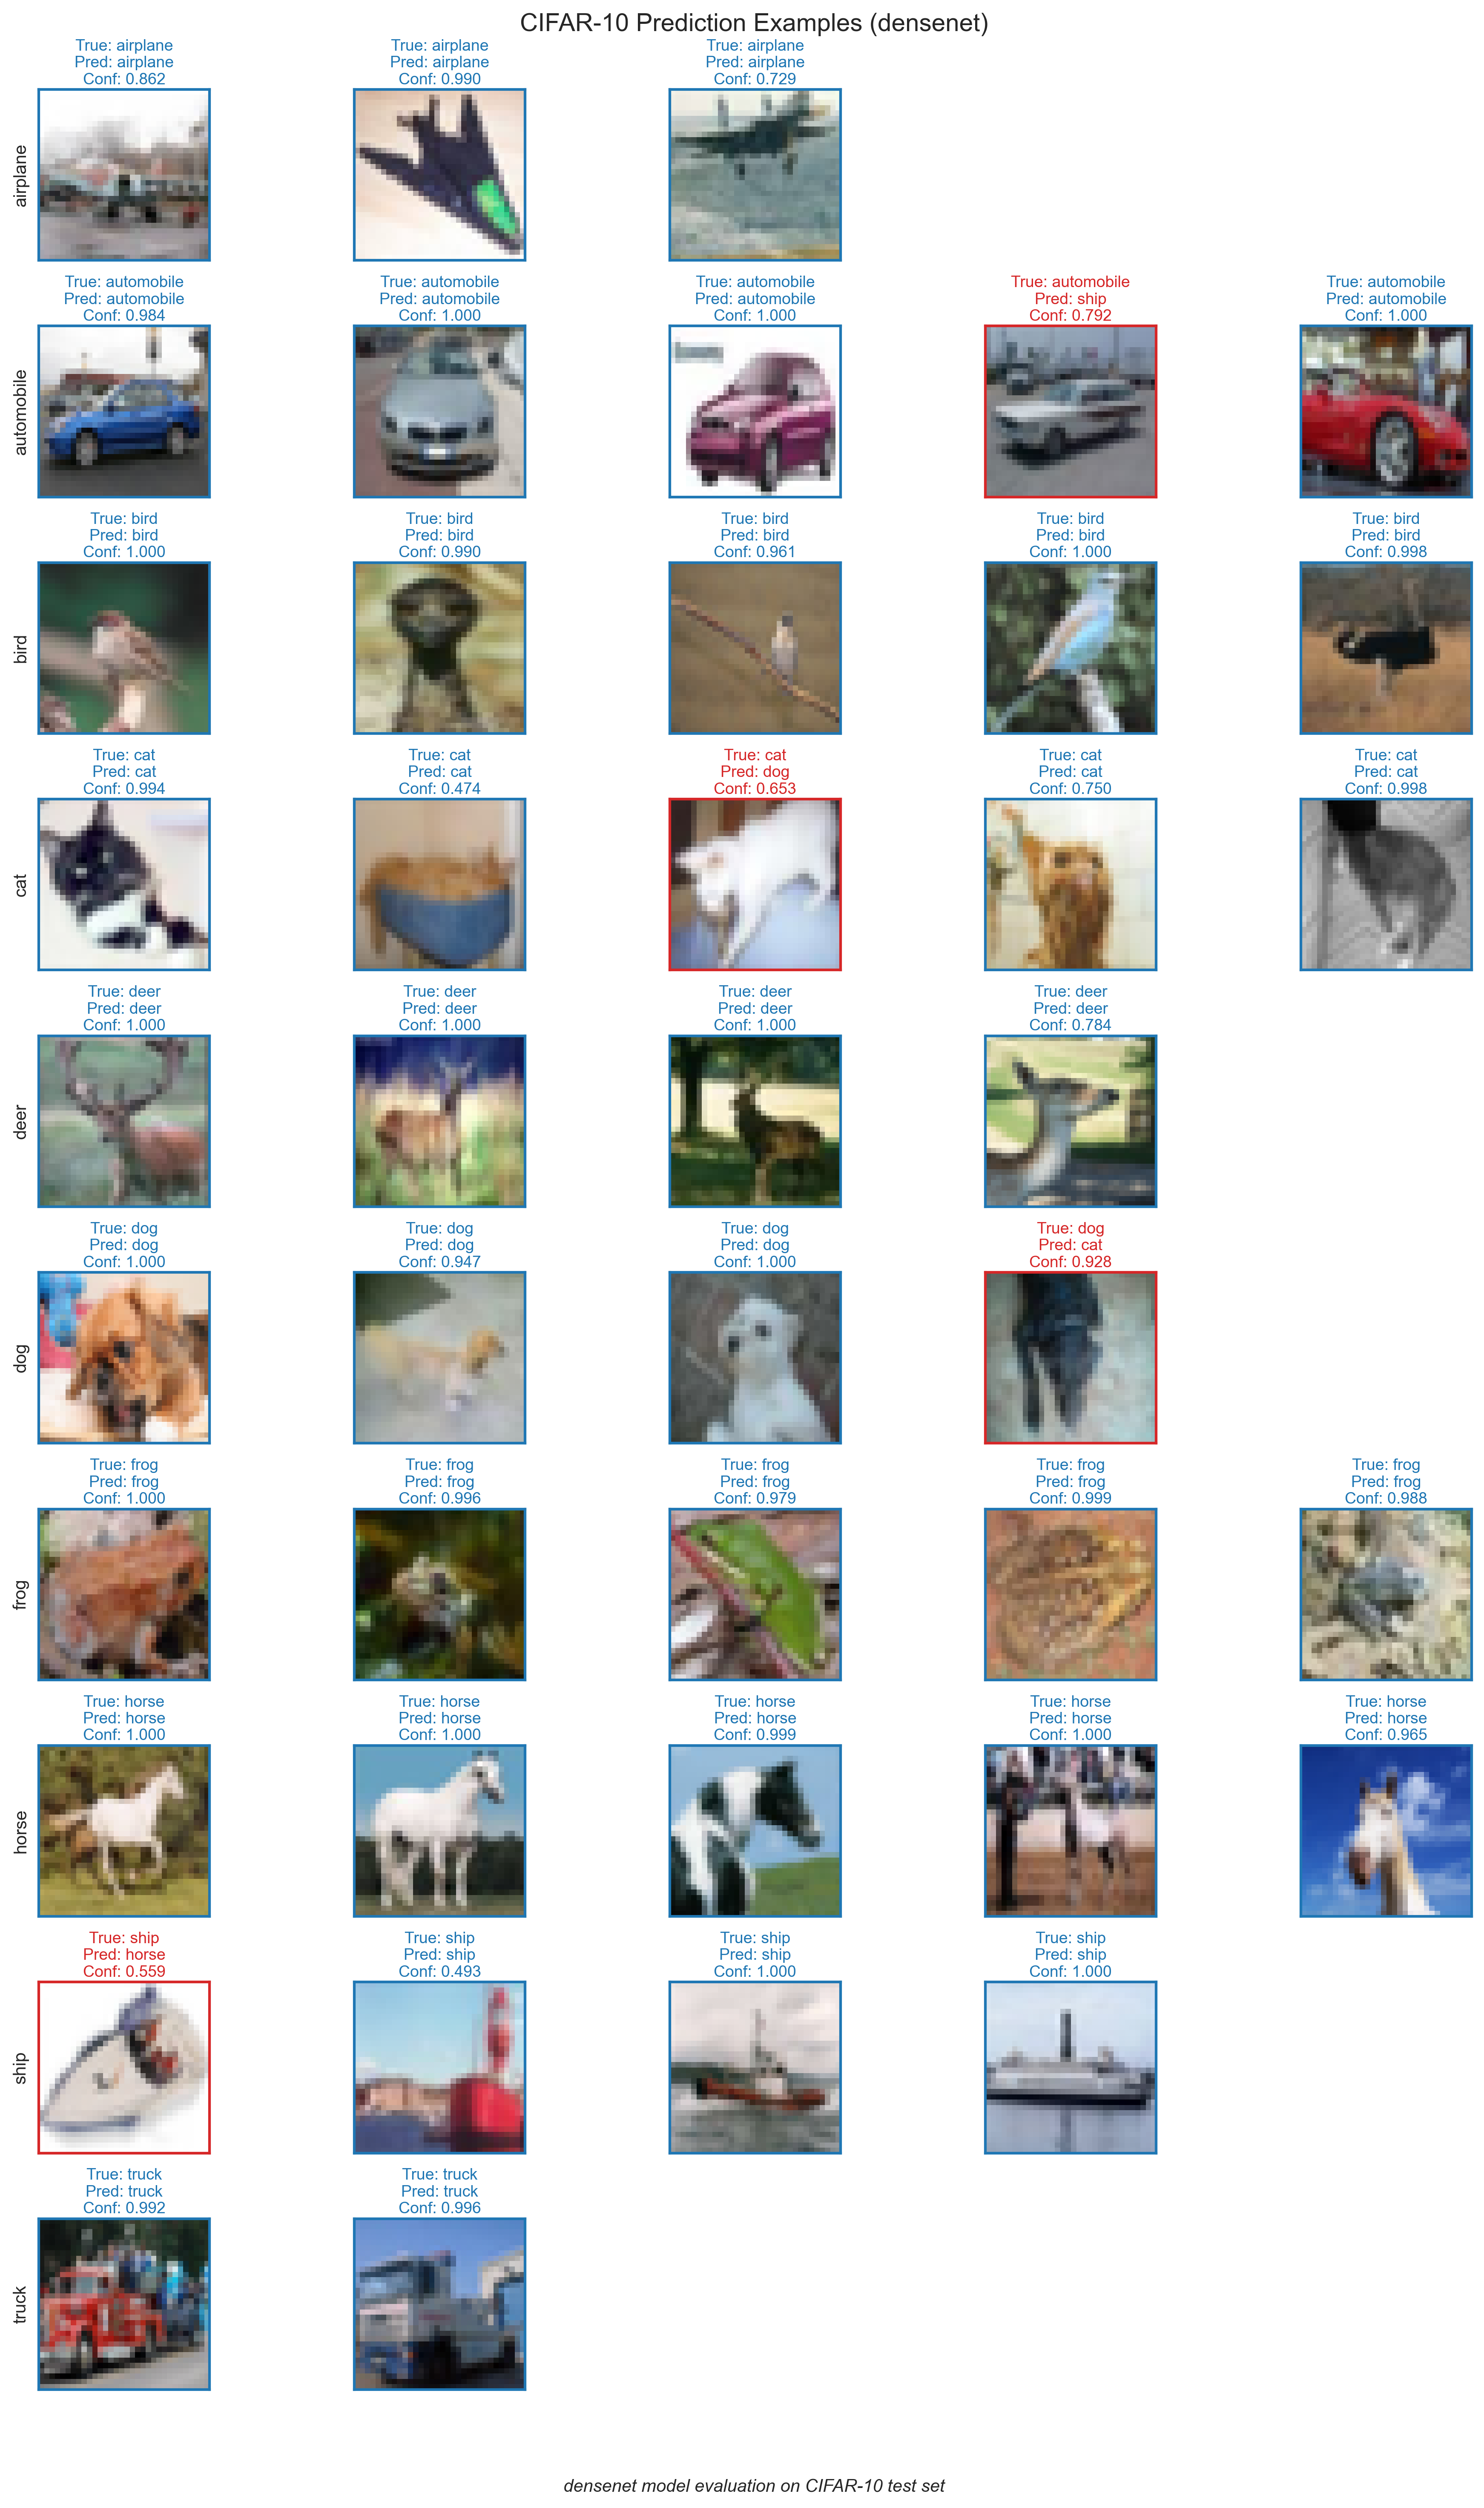 CIFAR-10 Prediction Examples (densenet)
True: airplane
Pred: airplane
Conf: 0.862
True: airplane
Pred: airplane
Conf: 0.990
True: airplane
Pred: airplane
Conf: 0.729
airplane
True: automobile
Pred: automobile
Conf: 0.984
True: automobile
Pred: automobile
Conf: 1.000
True: automobile
Pred: automobile
Conf: 1.000
True: automobile
Pred: ship
Conf: 0.792
True: automobile
Pred: automobile
Conf: 1.000
automobile
True: bird
Pred: bird
Conf: 1.000
True: bird
Pred: bird
Conf: 0.990
True: bird
Pred: bird
Conf: 0.961
True: bird
Pred: bird
Conf: 1.000
True: bird
Pred: bird
Conf: 0.998
bird
True: cat
Pred: cat
Conf: 0.994
True: cat
Pred: cat
Conf: 0.474
True: cat
Pred: dog
Conf: 0.653
True: cat
Pred: cat
Conf: 0.750
True: cat
Pred: cat
Conf: 0.998
cat
True: deer
Pred: deer
Conf: 1.000
True: deer
Pred: deer
Conf: 1.000
True: deer
Pred: deer
Conf: 1.000
True: deer
Pred: deer
Conf: 0.784
deer
True: dog
Pred: dog
Conf: 1.000
True: dog
Pred: dog
Conf: 0.947
True: dog
Pred: dog
Conf: 1.000
True: dog
Pred: cat
Conf: 0.928
dog
True: frog
Pred: frog
Conf: 1.000
True: frog
Pred: frog
Conf: 0.996
True: frog
Pred: frog
Conf: 0.979
True: frog
Pred: frog
Conf: 0.999
True: frog
Pred: frog
Conf: 0.988
frog
True: horse
Pred: horse
Conf: 1.000
True: horse
Pred: horse
Conf: 1.000
True: horse
Pred: horse
Conf: 0.999
True: horse
Pred: horse
Conf: 1.000
True: horse
Pred: horse
Conf: 0.965
horse
True: ship
Pred: horse
Conf: 0.559
True: ship
Pred: ship
Conf: 0.493
True: ship
Pred: ship
Conf: 1.000
True: ship
Pred: ship
Conf: 1.000
ship
True: truck
Pred: truck
Conf: 0.992
True: truck
Pred: truck
Conf: 0.996
truck
densenet model evaluation on CIFAR-10 test set